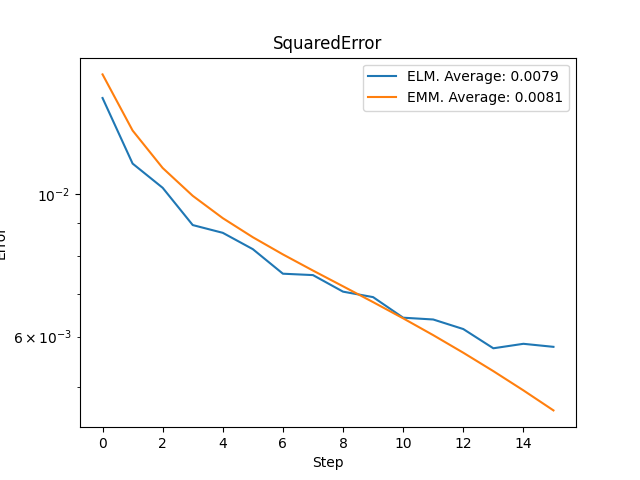 SquaredError
ELM. Average: 0.0079
EMM. Average: 0.0081
Error
10⁻²
6 × 10⁻³
0 2 4 6 8 10 12 14
Step